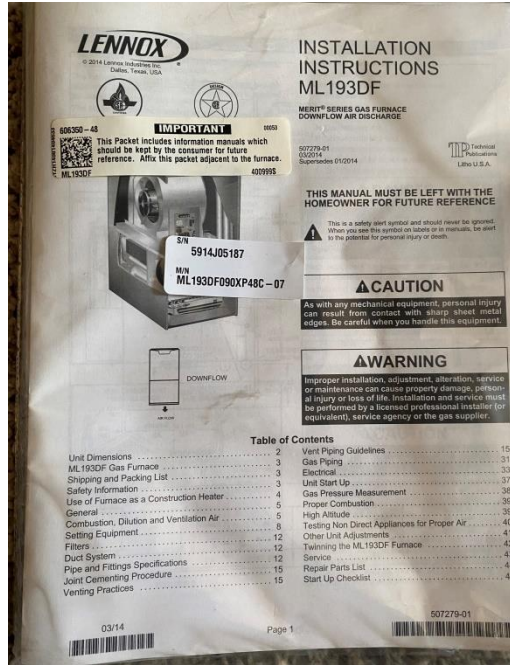 LENNOX
© 2014 Lennox Industries Inc.
Dallas, Texas, USA
INSTALLATION
INSTRUCTIONS
ML193DF
MERIT® SERIES GAS FURNACE
DOWNFLOW AIR DISCHARGE
507279-01
03/2014
Supersedes 01/2014
Technical
Publications
Litho U.S.A.
606350-48
IMPORTANT
00053
This Packet includes information manuals which
should be kept by the consumer for future
reference. Affix this packet adjacent to the furnace.
ML193DF
400999S
THIS MANUAL MUST BE LEFT WITH THE
HOMEOWNER FOR FUTURE REFERENCE
This is a safety alert symbol and should never be ignored.
When you see this symbol on labels or in manuals, be alert
to the potential for personal injury or death.
S/N
5914J05187
M/N
ML193DF090XP48C-07
CAUTION
As with any mechanical equipment, personal injury
can result from contact with sharp sheet metal
edges. Be careful when you handle this equipment.
WARNING
Improper installation, adjustment, alteration, service
or maintenance can cause property damage, person-
al injury or loss of life. Installation and service must
be performed by a licensed professional installer (or
equivalent), service agency or the gas supplier.
DOWNFLOW
AIR FLOW
Table of Contents
Unit Dimensions 2
ML193DF Gas Furnace 3
Shipping and Packing List 3
Safety Information 3
Use of Furnace as a Construction Heater 4
General 5
Combustion, Dilution and Ventilation Air 5
Setting Equipment 8
Filters 12
Duct System 12
Pipe and Fittings Specifications 12
Joint Cementing Procedure 15
Venting Practices 15
Vent Piping Guidelines 15
Gas Piping 31
Electrical 33
Unit Start Up 37
Gas Pressure Measurement 38
Proper Combustion
High Altitude
Testing Non Direct Appliances for Proper Air
Other Unit Adjustments
Twinning the ML193DF Furnace
Service
Repair Parts List
Start Up Checklist
03/14
Page 1
507279-01